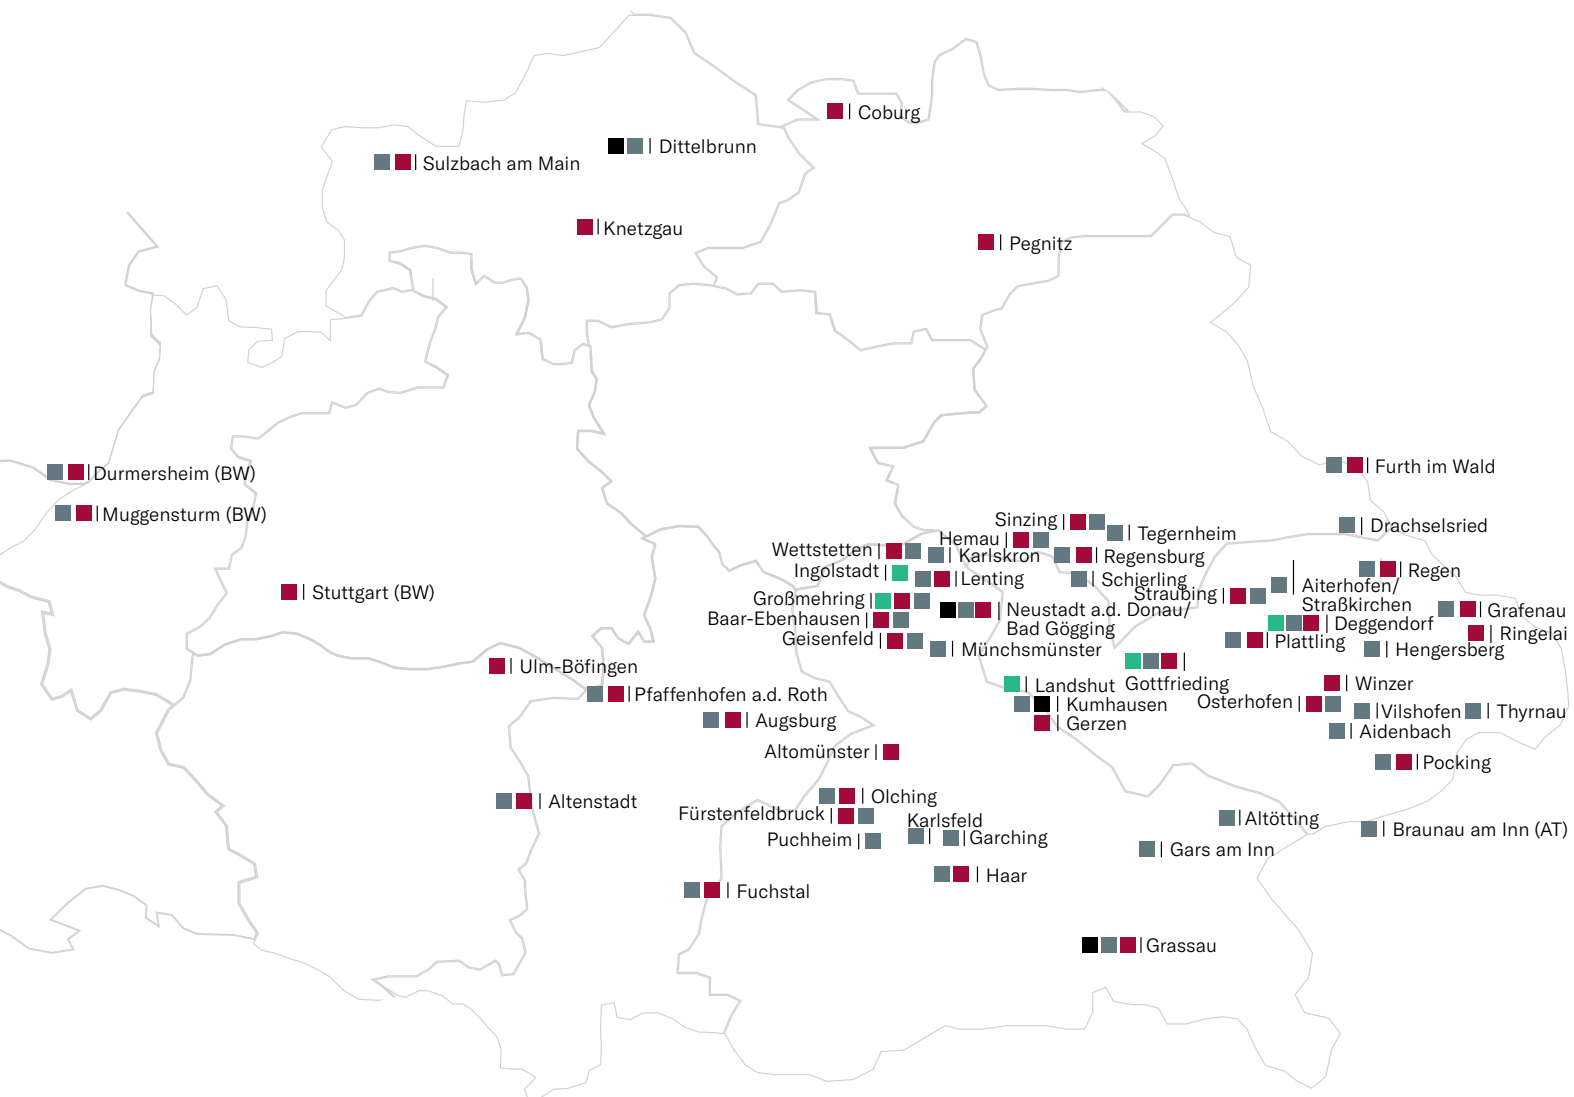 Coburg
Dittelbrunn
Sulzbach am Main
Knetzgau
Pegnitz
Durmersheim (BW)
Muggensturm (BW)
Stuttgart (BW)
Furth im Wald
Drachselsried
Sinzing
Tegernheim
Hemau
Wettstetten
Karlskron
Regensburg
Ingolstadt
Lenting
Schierling
Regen
Straubing
Aiterhofen/
Straßkirchen
Großmehring
Neustadt a.d. Donau/
Bad Gögging
Grafenau
Baar-Ebenhausen
Deggendorf
Ringelai
Geisenfeld
Plattling
Münchsmünster
Hengersberg
Ulm-Böfingen
Landshut
Gottfrieding
Winzer
Pfaffenhofen a.d. Roth
Kumhausen
Osterhofen
Vilshofen
Thyrnau
Augsburg
Gerzen
Aidenbach
Altomünster
Pocking
Olching
Altenstadt
Fürstenfeldbruck
Karlsfeld
Altötting
Puchheim
Garching
Braunau am Inn (AT)
Gars am Inn
Haar
Fuchstal
Grassau